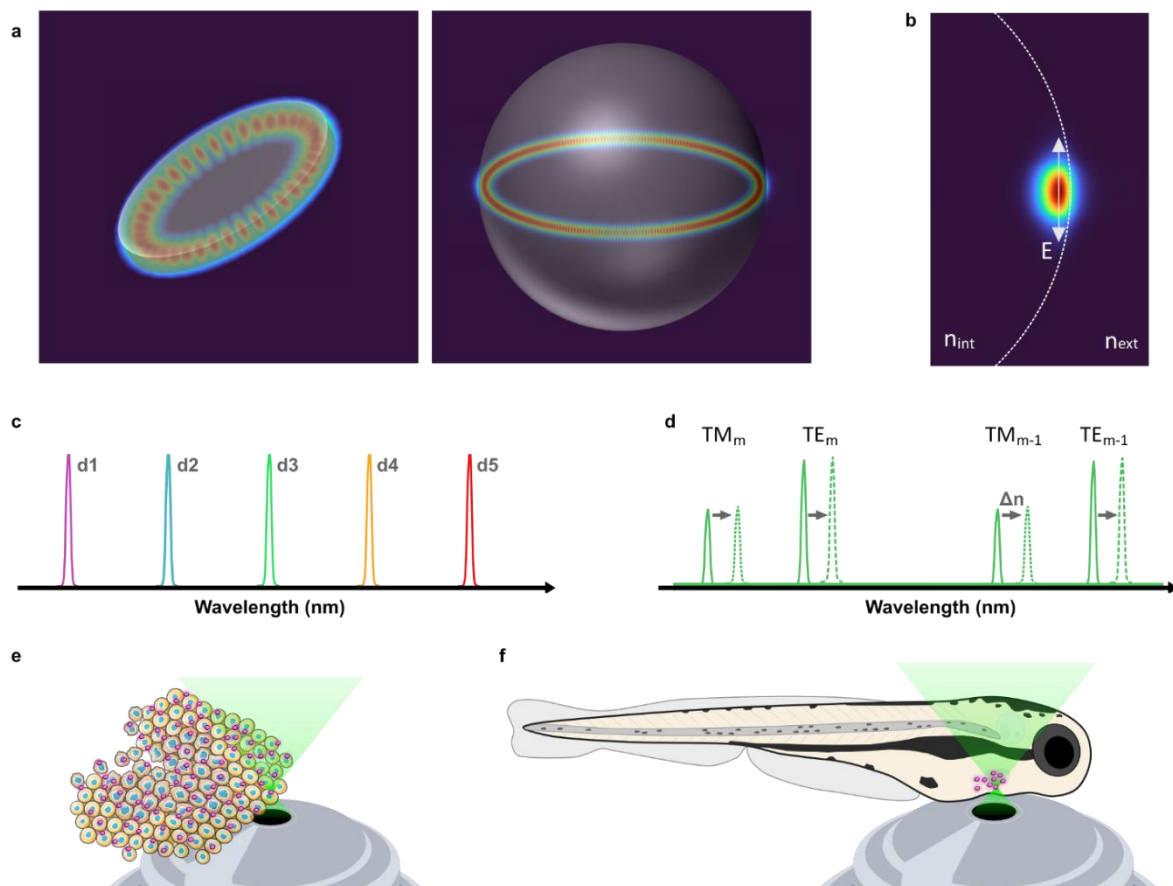 a
b
E
n_int n_ext
c
d1 d2 d3 d4 d5
Wavelength (nm)
d
TM_m TE_m TM_m-1 TE_m-1
Δn
Wavelength (nm)
e
f